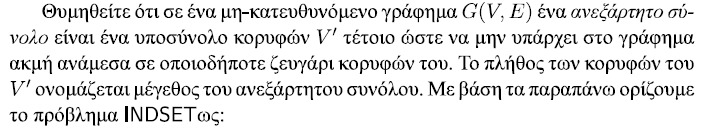 Θυμηθείτε ότι σε ένα μη-κατευθυνόμενο γράφημα G(V, E) ένα ανεξάρτητο σύ-
νολο είναι ένα υποσύνολο κορυφών V′ τέτοιο ώστε να μην υπάρχει στο γράφημα
ακμή ανάμεσα σε οποιοδήποτε ζευγάρι κορυφών του. Το πλήθος των κορυφών του
V′ ονομάζεται μέγεθος του ανεξάρτητου συνόλου. Με βάση τα παραπάνω ορίζουμε
το πρόβλημα INDSETως: